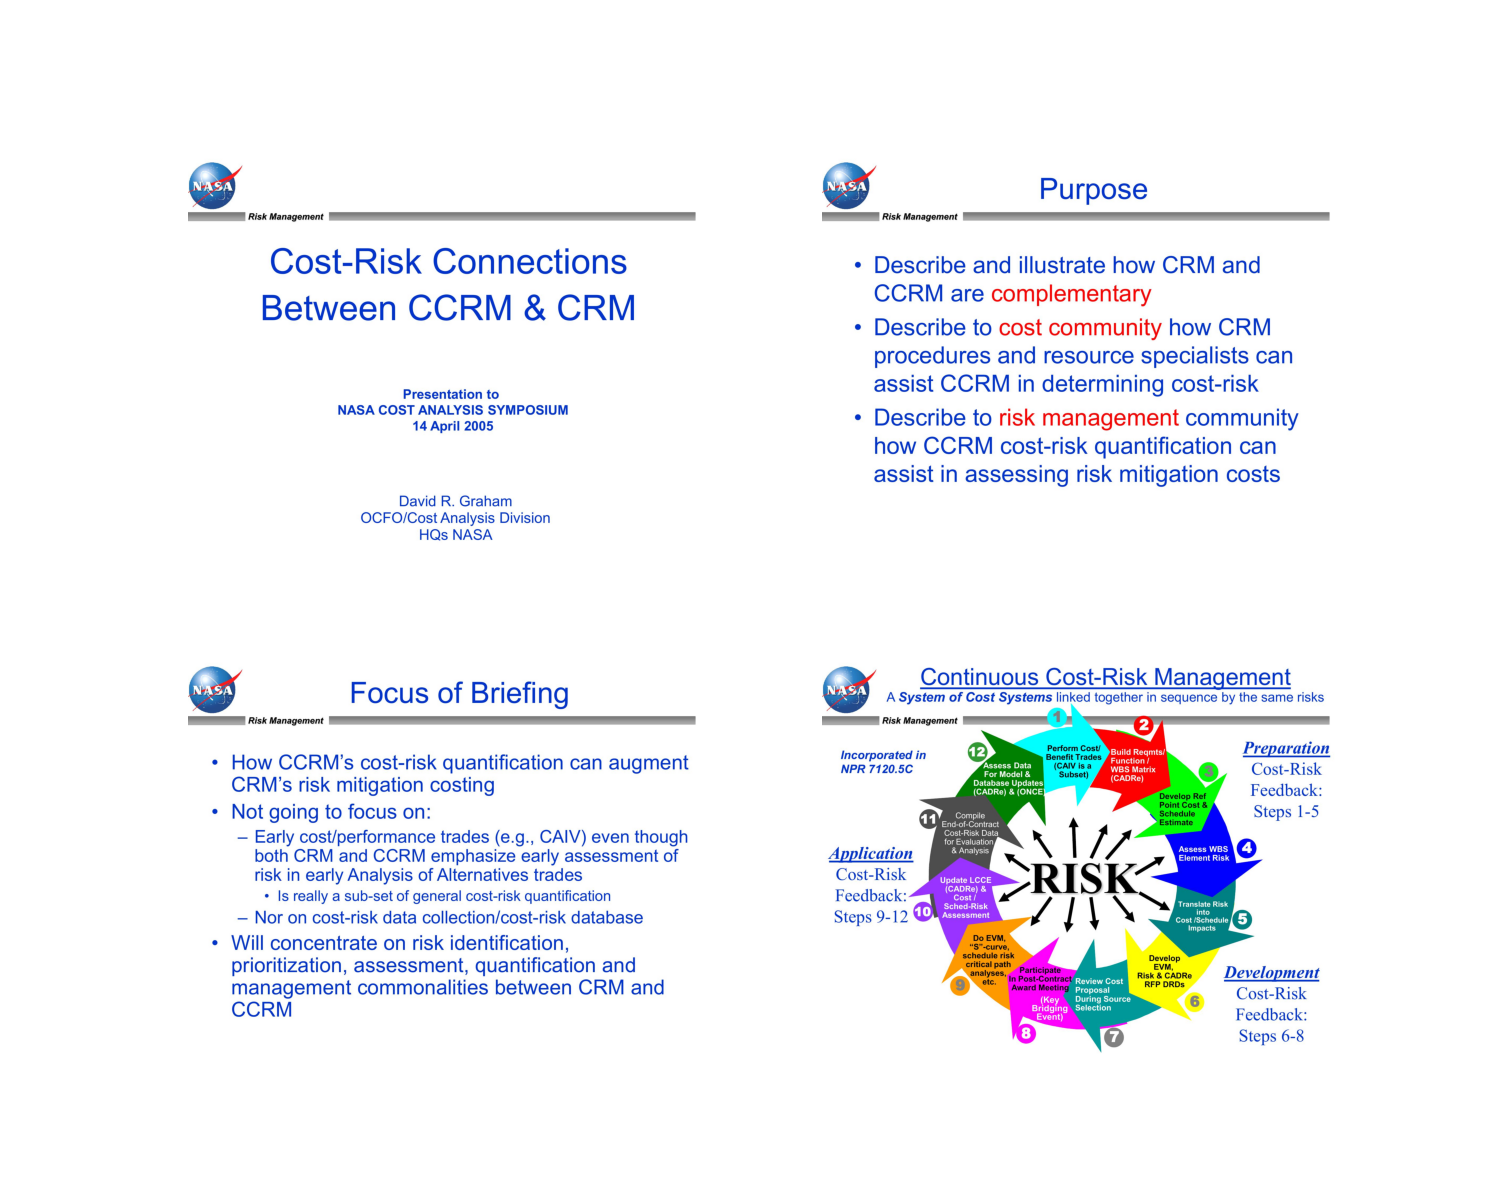 NASA
Risk Management
Cost-Risk Connections
Between CCRM & CRM
Presentation to
NASA COST ANALYSIS SYMPOSIUM
14 April 2005
David R. Graham
OCFO/Cost Analysis Division
HQs NASA
NASA
Purpose
Risk Management
• Describe and illustrate how CRM and
CCRM are complementary
• Describe to cost community how CRM
procedures and resource specialists can
assist CCRM in determining cost-risk
• Describe to risk management community
how CCRM cost-risk quantification can
assist in assessing risk mitigation costs
NASA
Focus of Briefing
Risk Management
• How CCRM's cost-risk quantification can augment
CRM's risk mitigation costing
• Not going to focus on:
– Early cost/performance trades (e.g., CAIV) even though
both CRM and CCRM emphasize early assessment of
risk in early Analysis of Alternatives trades
• Is really a sub-set of general cost-risk quantification
– Nor on cost-risk data collection/cost-risk database
• Will concentrate on risk identification,
prioritization, assessment, quantification and
management commonalities between CRM and
CCRM
NASA
Continuous Cost-Risk Management
A System of Cost Systems linked together in sequence by the same risks
Risk Management
Incorporated in
NPR 7120.5C
Preparation
Cost-Risk
Feedback:
Steps 1-5
Development
Cost-Risk
Feedback:
Steps 6-8
Application
Cost-Risk
Feedback:
Steps 9-12
RISK
1
Perform Cost/
Benefit Trades
(CAIV is a
Subset)
2
Build Reqmts/
Function /
WBS Matrix
(CADRe)
3
Develop Ref
Point Cost &
Schedule
Estimate
4
Assess WBS
Element Risk
5
Translate Risk
into
Cost /Schedule
Impacts
6
Develop
EVM,
Risk & CADRe
RFP DRDs
7
Review Cost
Proposal
During Source
Selection
8
Participate
In Post-Contract
Award Meeting
(Key
Bridging
Event)
9
Do EVM,
"S"-curve,
schedule risk
critical path
analyses,
etc.
10
Update LCCE
(CADRe) &
Cost /
Sched-Risk
Assessment
11
Compile
End-of-Contract
Cost-Risk Data
for Evaluation
& Analysis
12
Assess Data
For Model &
Database Updates
(CADRe) & (ONCE)